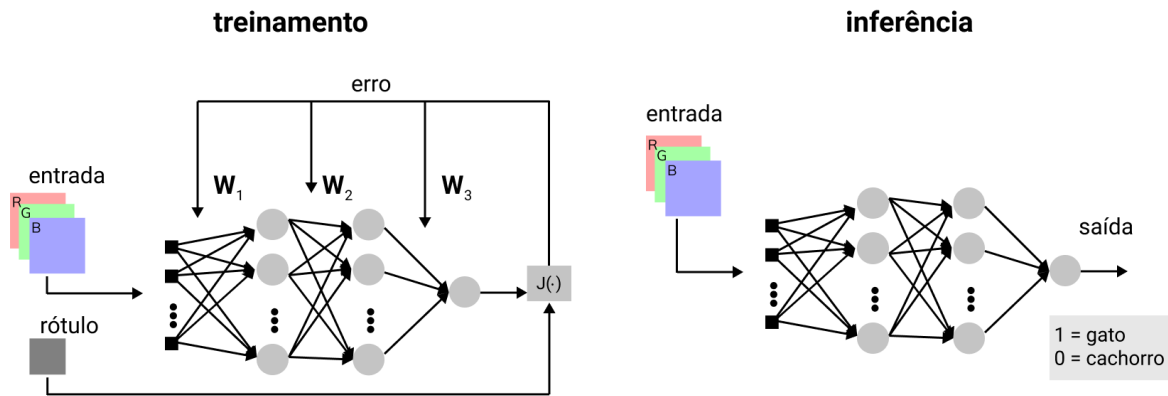 treinamento
erro
entrada
R
G
B
W1
W2
W3
J(·)
rótulo
inferência
entrada
R
G
B
saída
1 = gato
0 = cachorro